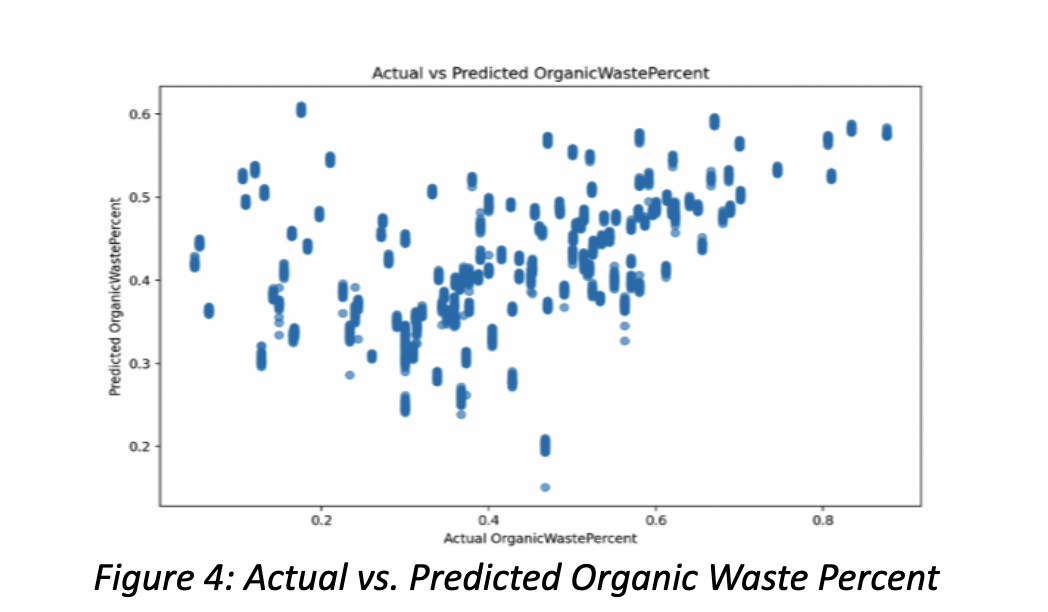 Actual vs Predicted OrganicWastePercent
0.6
0.5
0.4
0.3
0.2
Predicted OrganicWastePercent
0.2 0.4 0.6 0.8
Actual OrganicWastePercent
Figure 4: Actual vs. Predicted Organic Waste Percent